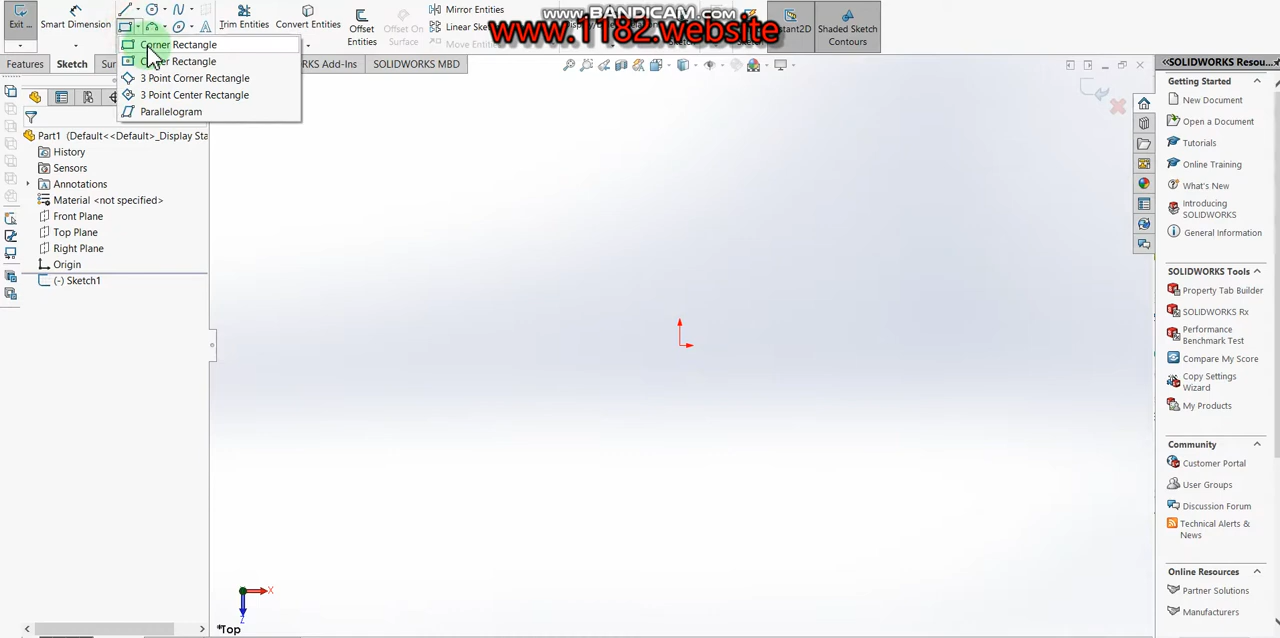 WWW.BANDICAM.COM
www.1182.website
Exit ...
Smart Dimension
Trim Entities
Convert Entities
Offset Entities
Offset On Surface
Mirror Entities
Linear Ske
Move Entities
stant2D
Shaded Sketch Contours
Features
Sketch
Sur
RKS Add-Ins
SOLIDWORKS MBD
Corner Rectangle
Rectangle
3 Point Corner Rectangle
3 Point Center Rectangle
Parallelogram
Part1 (Default<<Default>_Display Sta
History
Sensors
Annotations
Material <not specified>
Front Plane
Top Plane
Right Plane
Origin
(-) Sketch1
X
Z
*Top
SOLIDWORKS Resou...
Getting Started
New Document
Open a Document
Tutorials
Online Training
What's New
Introducing
SOLIDWORKS
General Information
SOLIDWORKS Tools
Property Tab Builder
SOLIDWORKS Rx
Performance
Benchmark Test
Compare My Score
Copy Settings
Wizard
My Products
Community
Customer Portal
User Groups
Discussion Forum
Technical Alerts &
News
Online Resources
Partner Solutions
Manufacturers